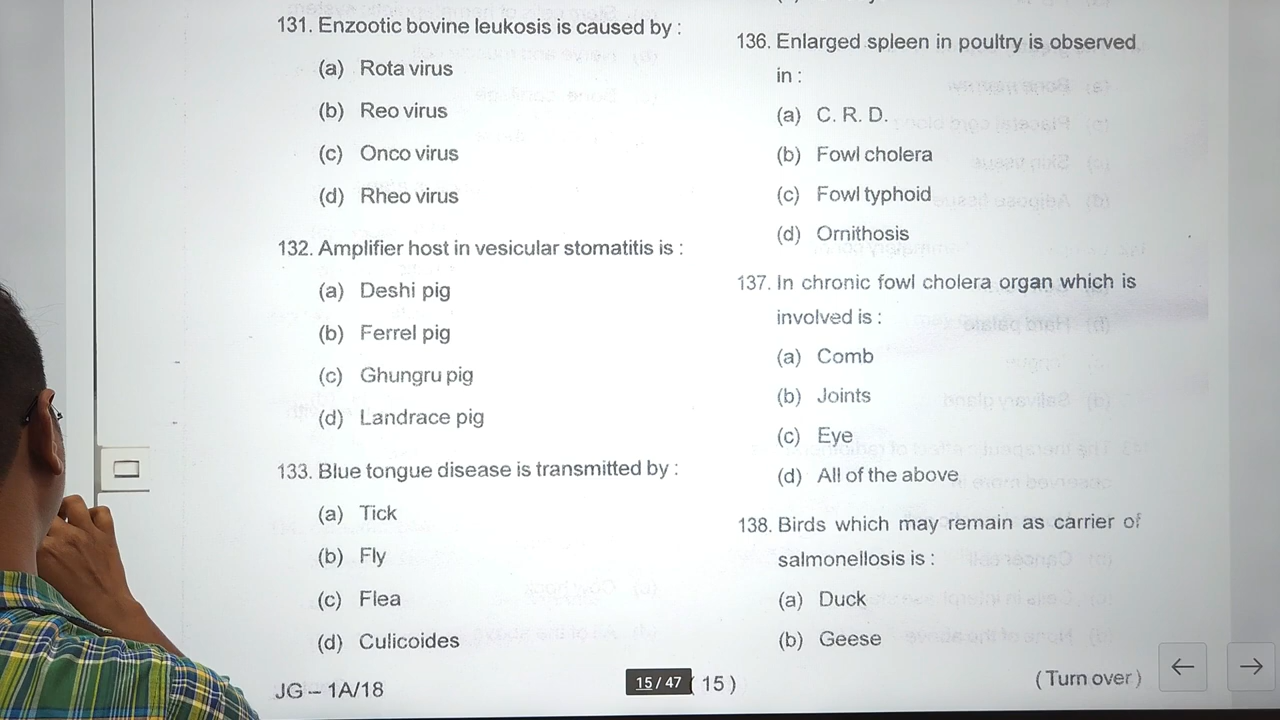 131. Enzootic bovine leukosis is caused by :
(a) Rota virus
(b) Reo virus
(c) Onco virus
(d) Rheo virus
132. Amplifier host in vesicular stomatitis is :
(a) Deshi pig
(b) Ferrel pig
(c) Ghungru pig
(d) Landrace pig
133. Blue tongue disease is transmitted by :
(a) Tick
(b) Fly
(c) Flea
(d) Culicoides
136. Enlarged spleen in poultry is observed
in :
(a) C. R. D.
(b) Fowl cholera
(c) Fowl typhoid
(d) Ornithosis
137. In chronic fowl cholera organ which is
involved is :
(a) Comb
(b) Joints
(c) Eye
(d) All of the above
138. Birds which may remain as carrier of
salmonellosis is :
(a) Duck
(b) Geese
JG – 1A/18
15 / 47
15 )
( Turn over )